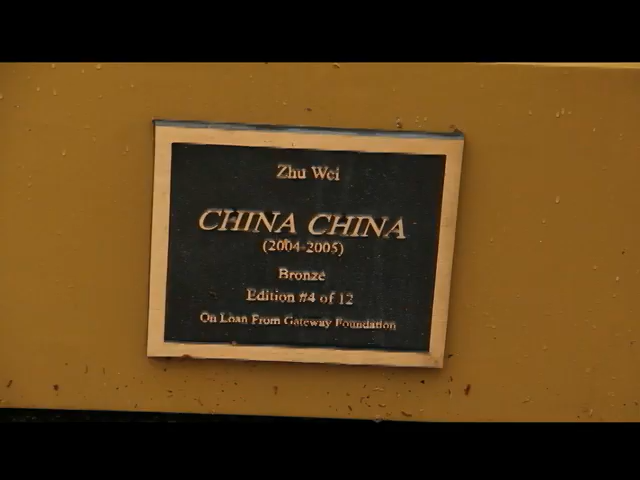 Zhu Wei
CHINA CHINA
(2004-2005)
Bronze
Edition #4 of 12
On Loan From Gateway Foundation